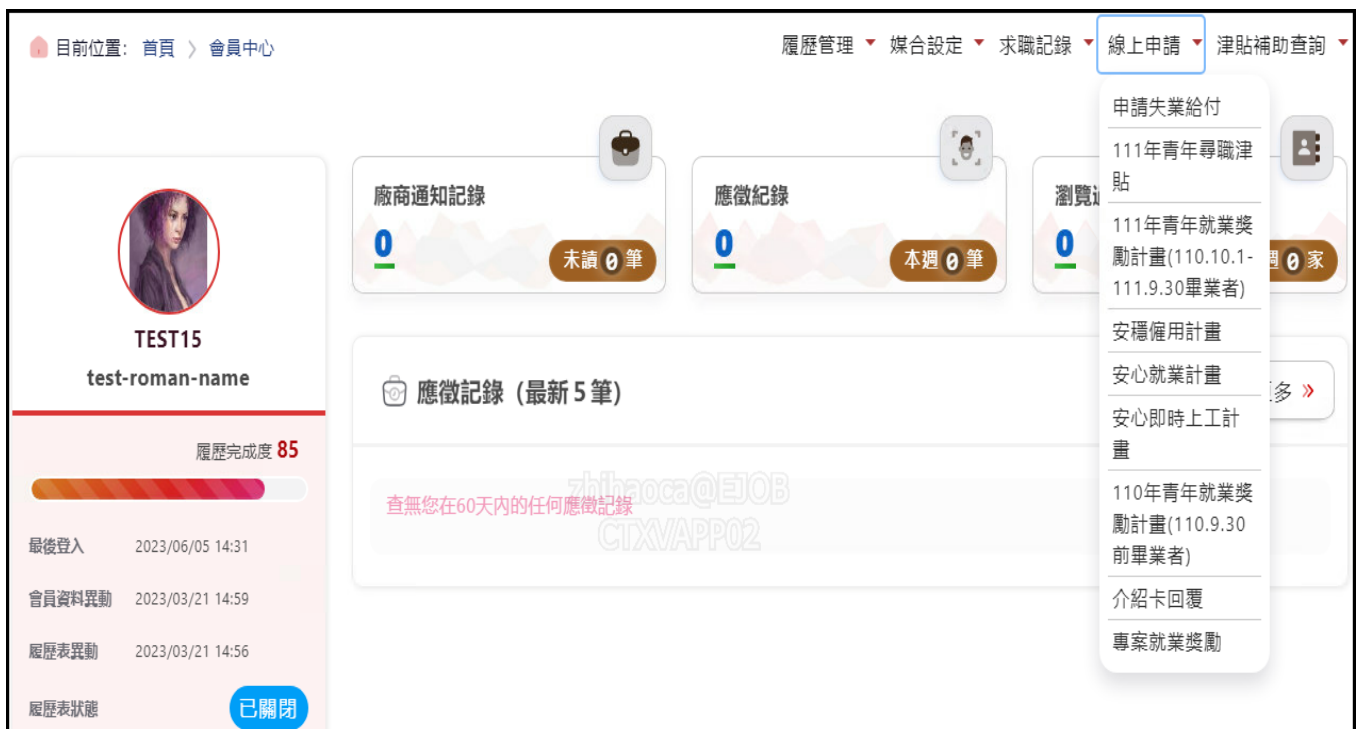 目前位置: 首頁 〉 會員中心
履歷管理 媒合設定 求職記錄 線上申請 津貼補助查詢
申請失業給付
111年青年尋職津
貼
111年青年就業獎
勵計畫(110.10.1-
111.9.30畢業者)
安穩僱用計畫
安心就業計畫
安心即時上工計
畫
110年青年就業獎
勵計畫(110.9.30
前畢業者)
介紹卡回覆
專案就業獎勵
TEST15
test-roman-name
履歷完成度 85
最後登入 2023/06/05 14:31
會員資料異動 2023/03/21 14:59
履歷表異動 2023/03/21 14:56
履歷表狀態 已關閉
廠商通知記錄
0
未讀 0 筆
應徵紀錄
0
本週 0 筆
瀏覽
0
0 家
應徵記錄（最新 5 筆）
多 »
查無您在60天內的任何應徵記錄
zhihaoca@EJOB
CTXVAPP02